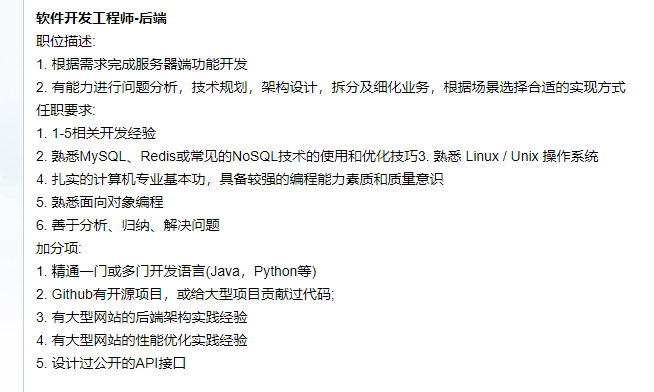 软件开发工程师-后端
职位描述:
1. 根据需求完成服务器端功能开发
2. 有能力进行问题分析，技术规划，架构设计，拆分及细化业务，根据场景选择合适的实现方式
任职要求:
1. 1-5相关开发经验
2. 熟悉MySQL、Redis或常见的NoSQL技术的使用和优化技巧3. 熟悉 Linux / Unix 操作系统
4. 扎实的计算机专业基本功，具备较强的编程能力素质和质量意识
5. 熟悉面向对象编程
6. 善于分析、归纳、解决问题
加分项:
1. 精通一门或多门开发语言(Java，Python等)
2. Github有开源项目，或给大型项目贡献过代码;
3. 有大型网站的后端架构实践经验
4. 有大型网站的性能优化实践经验
5. 设计过公开的API接口